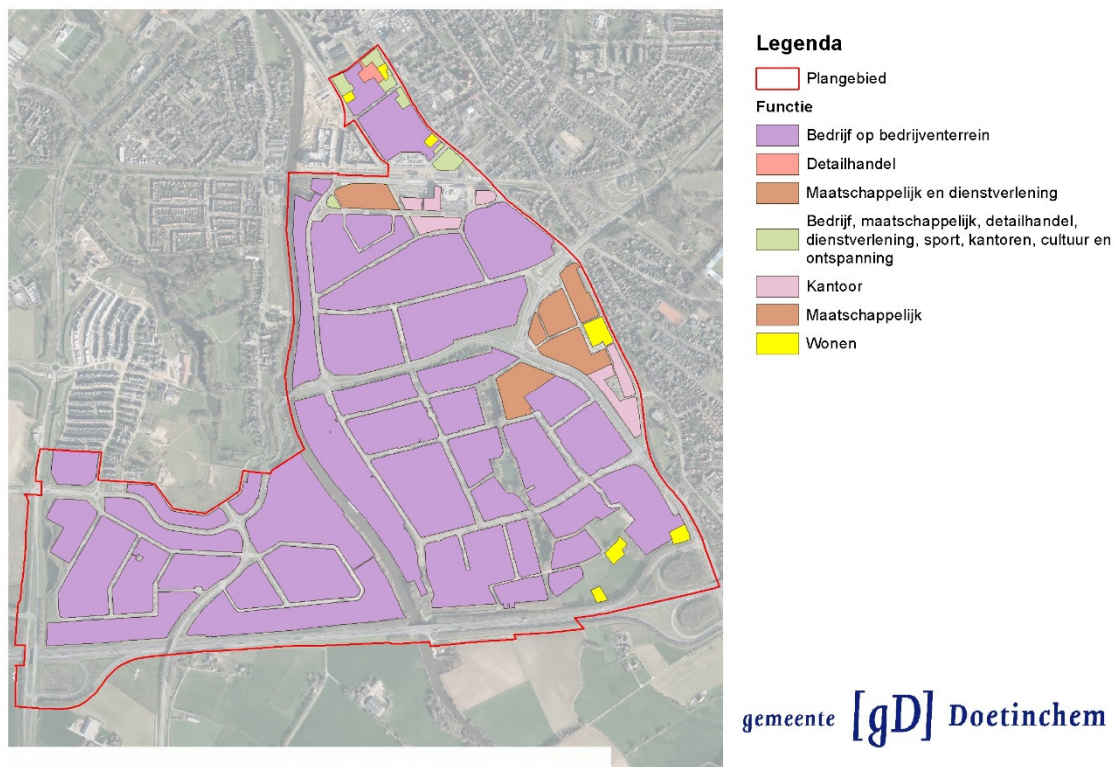 Legenda
Plangebied
Functie
Bedrijf op bedrijventerrein
Detailhandel
Maatschappelijk en dienstverlening
Bedrijf, maatschappelijk, detailhandel,
dienstverlening, sport, kantoren, cultuur en
ontspanning
Kantoor
Maatschappelijk
Wonen
gemeente [gD] Doetinchem